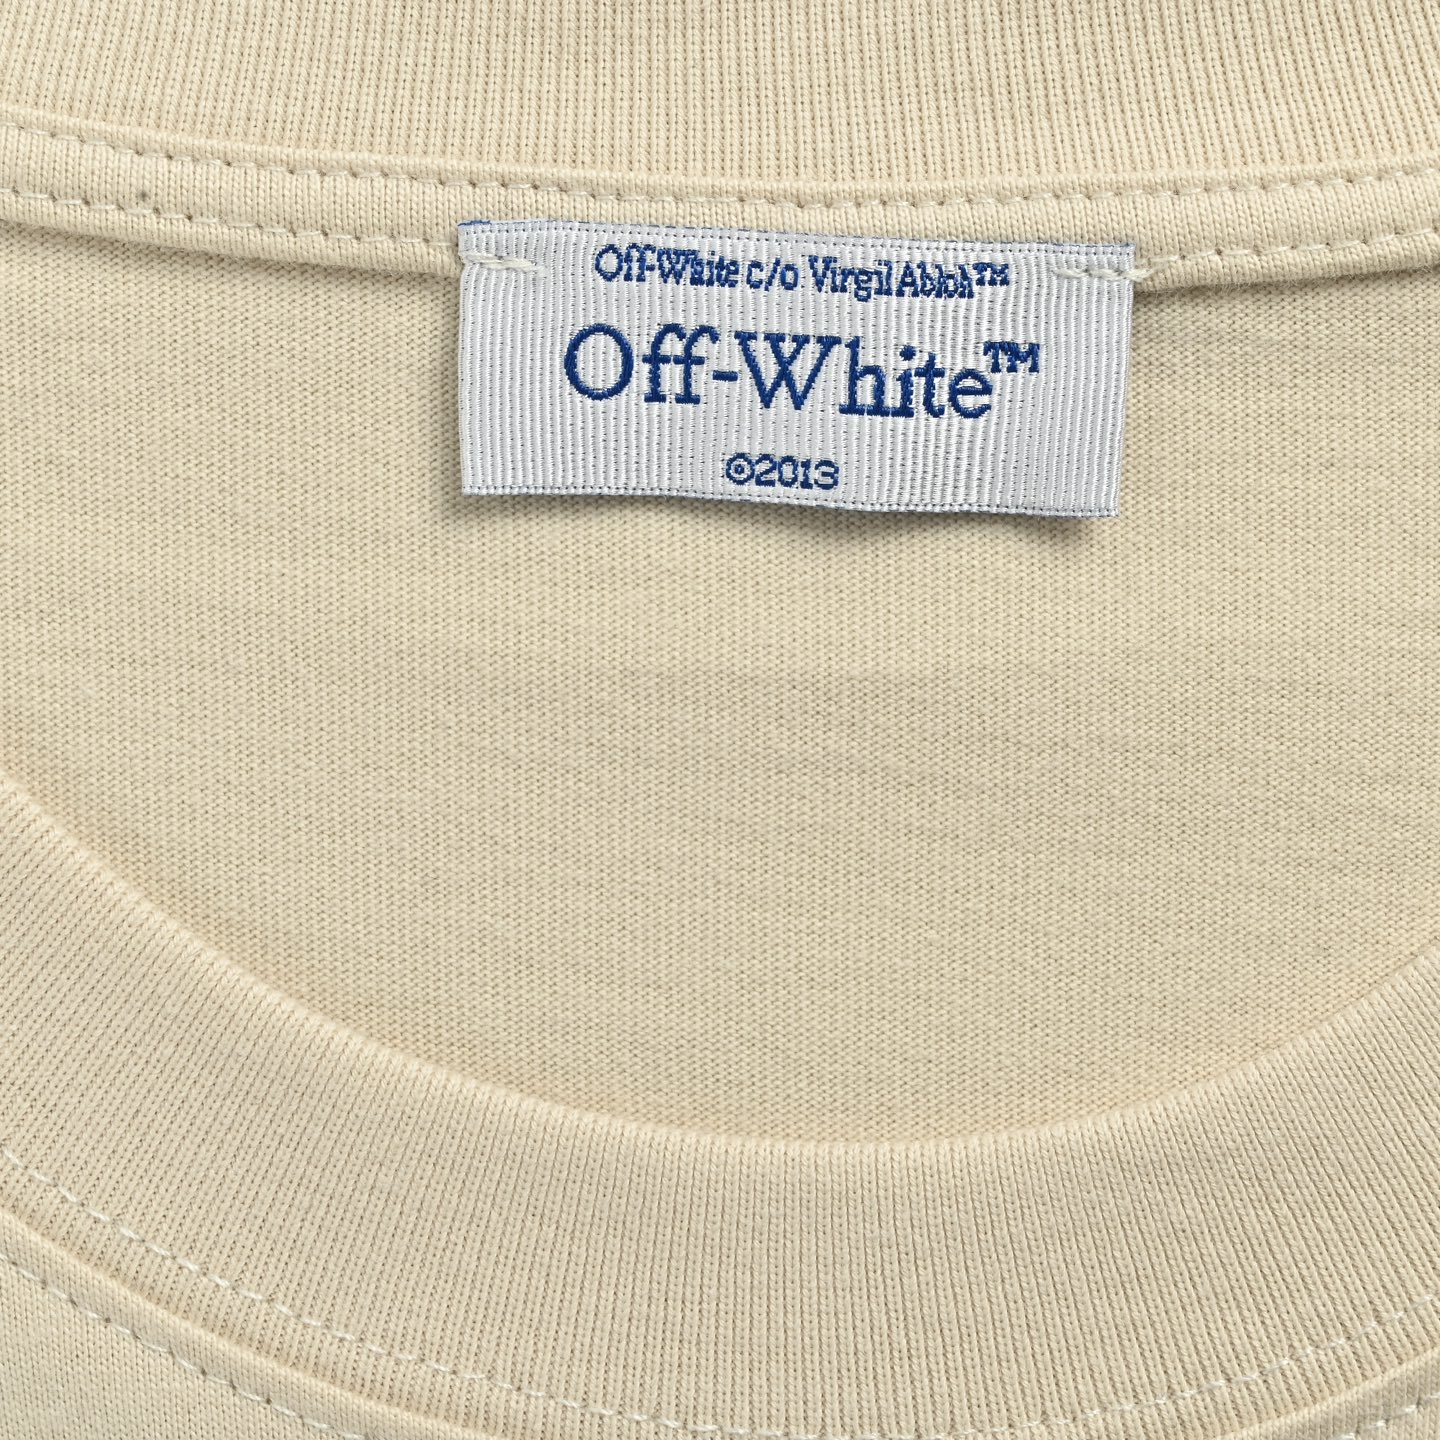 Off-White c/o Virgil Abloh™
Off-White™
©2013